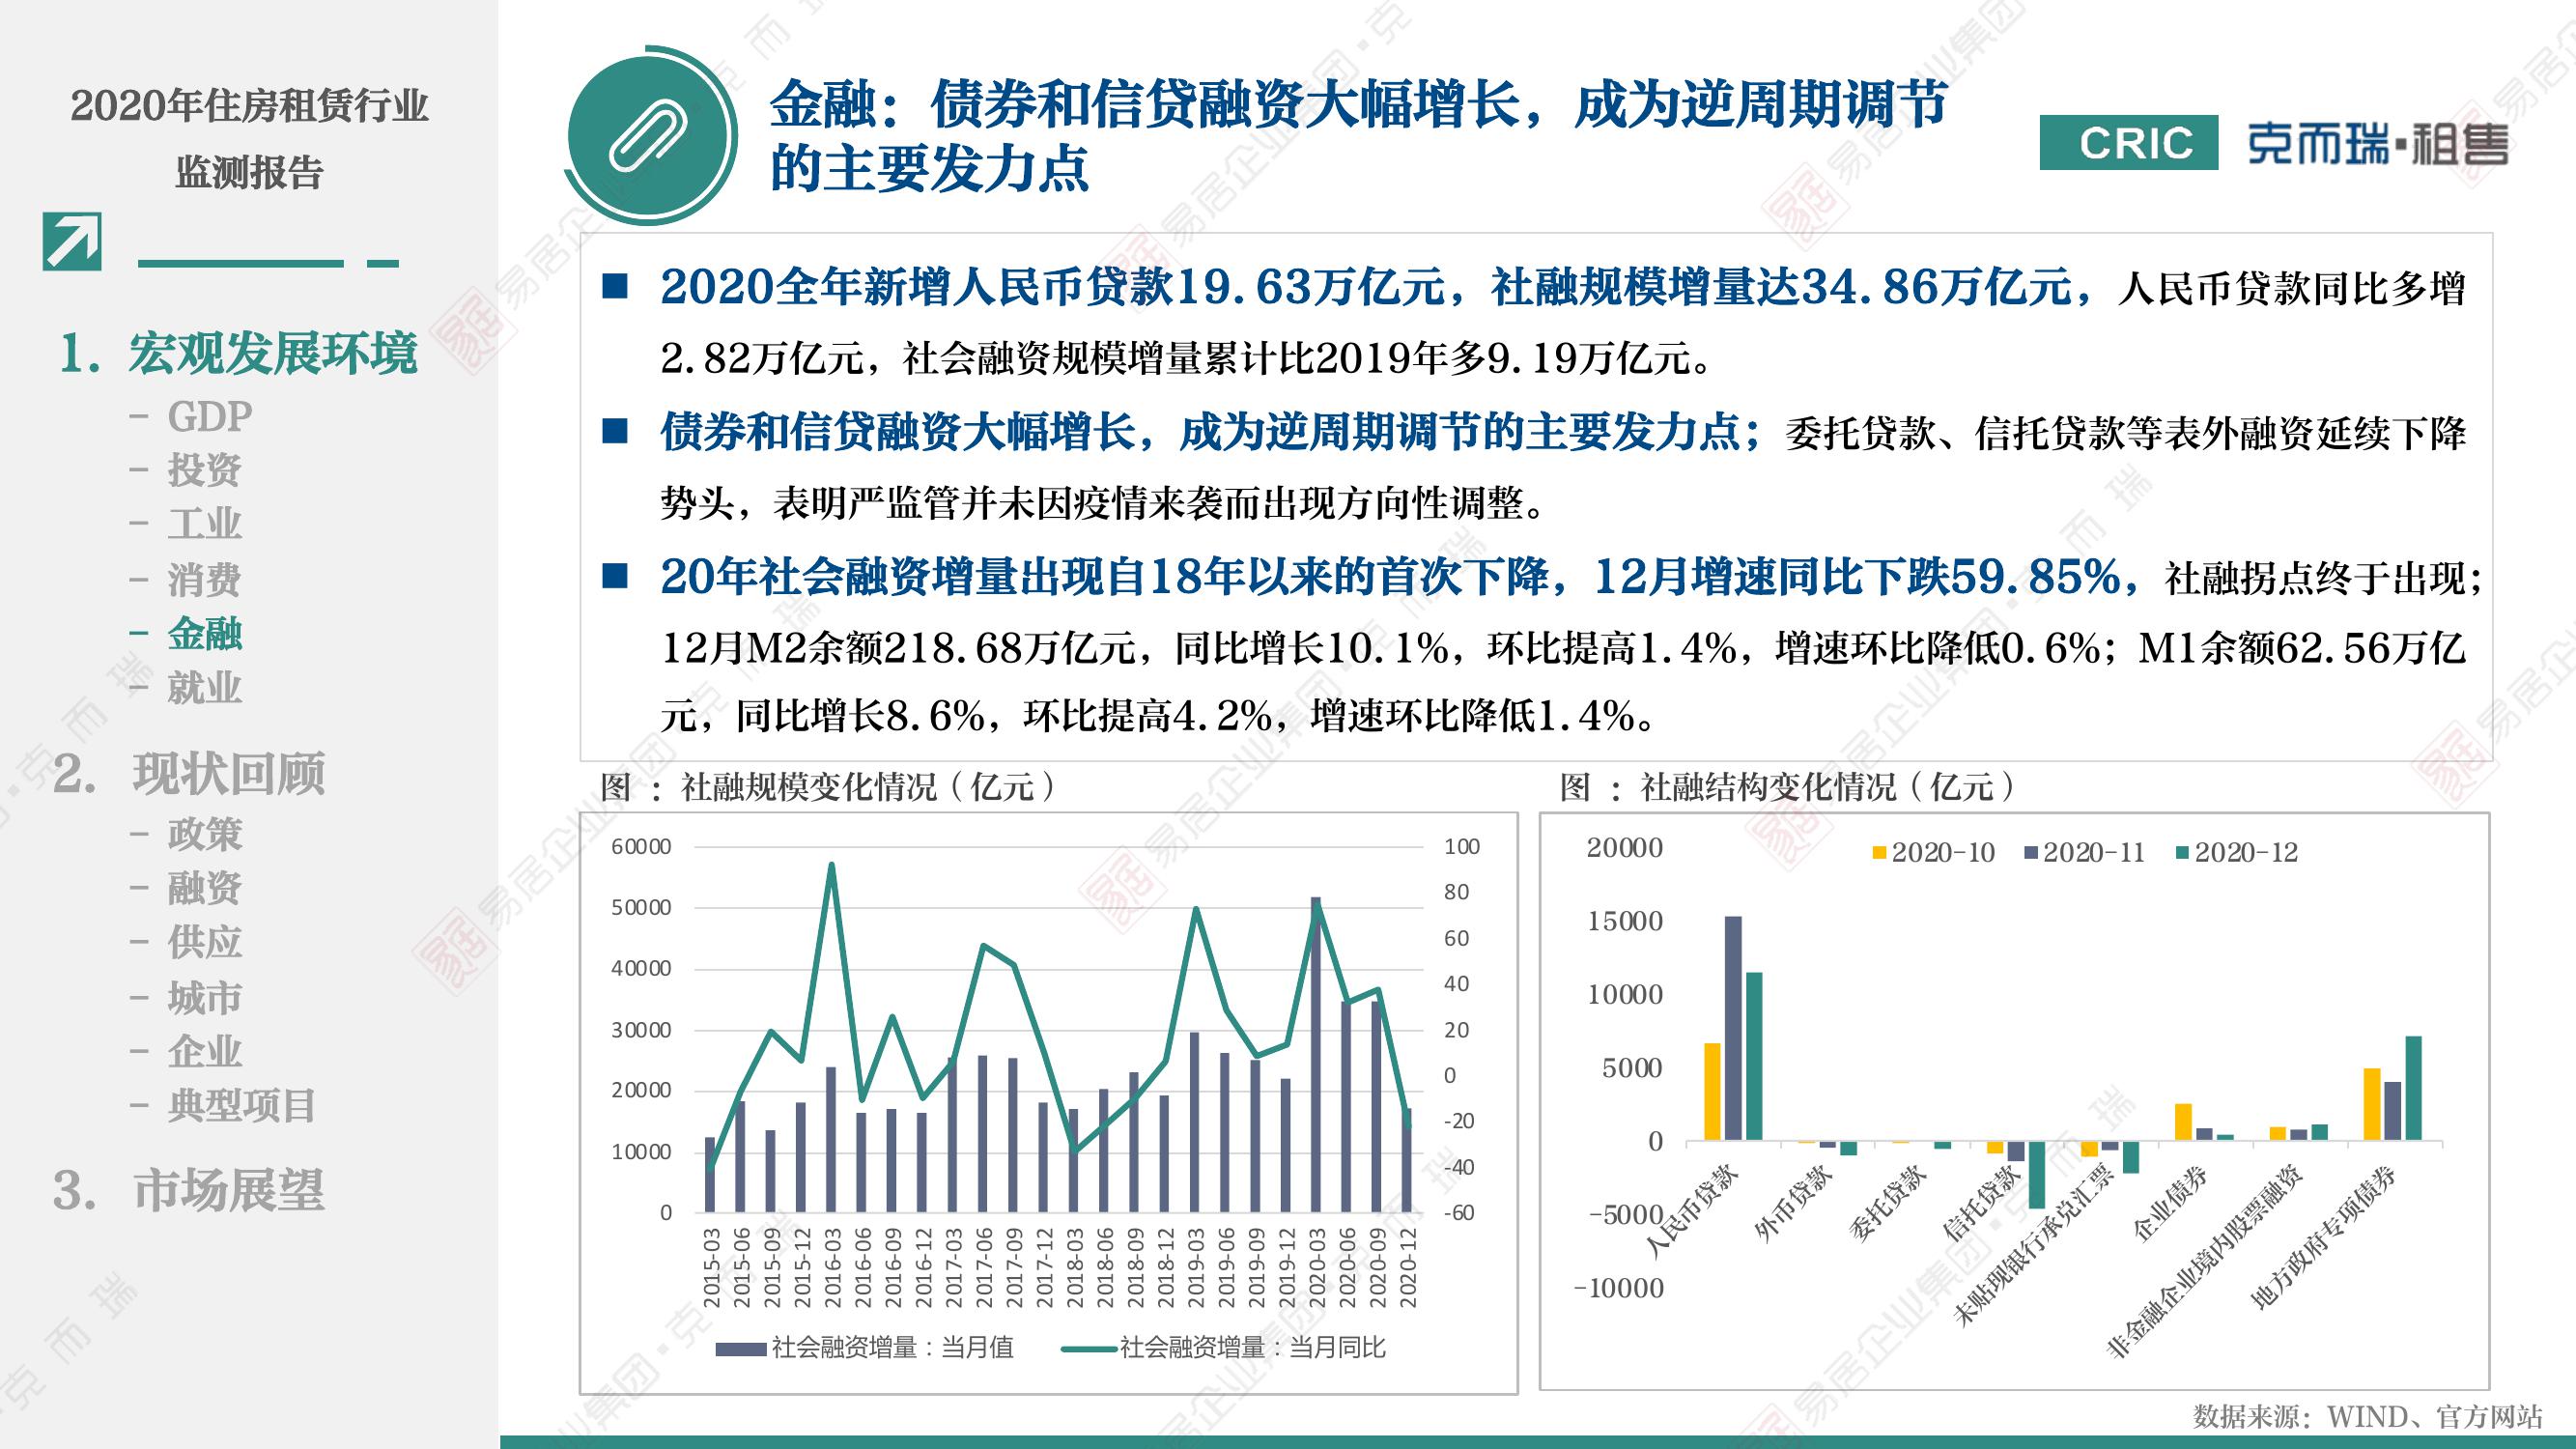 2020年住房租赁行业
监测报告
1. 宏观发展环境
– GDP
– 投资
– 工业
– 消费
– 金融
– 就业
2. 现状回顾
– 政策
– 融资
– 供应
– 城市
– 企业
– 典型项目
3. 市场展望
金融：债券和信贷融资大幅增长，成为逆周期调节
的主要发力点
CRIC 克而瑞·租售
■ 2020全年新增人民币贷款19.63万亿元，社融规模增量达34.86万亿元，人民币贷款同比多增
2.82万亿元，社会融资规模增量累计比2019年多9.19万亿元。
■ 债券和信贷融资大幅增长，成为逆周期调节的主要发力点；委托贷款、信托贷款等表外融资延续下降
势头，表明严监管并未因疫情来袭而出现方向性调整。
■ 20年社会融资增量出现自18年以来的首次下降，12月增速同比下跌59.85%，社融拐点终于出现；
12月M2余额218.68万亿元，同比增长10.1%，环比提高1.4%，增速环比降低0.6%；M1余额62.56万亿
元，同比增长8.6%，环比提高4.2%，增速环比降低1.4%。
图 ：社融规模变化情况（亿元）
60000
50000
40000
30000
20000
10000
0
100
80
60
40
20
0
-20
-40
-60
2015-03
2015-06
2015-09
2015-12
2016-03
2016-06
2016-09
2016-12
2017-03
2017-06
2017-09
2017-12
2018-03
2018-06
2018-09
2018-12
2019-03
2019-06
2019-09
2019-12
2020-03
2020-06
2020-09
2020-12
社会融资增量：当月值 社会融资增量：当月同比
图 ：社融结构变化情况（亿元）
2020-10 2020-11 2020-12
20000
15000
10000
5000
0
-5000
-10000
人民币贷款
外币贷款
委托贷款
信托贷款
未贴现银行承兑汇票
企业债券
非金融企业境内股票融资
地方政府专项债券
数据来源：WIND、官方网站
易居企业集团·克而瑞